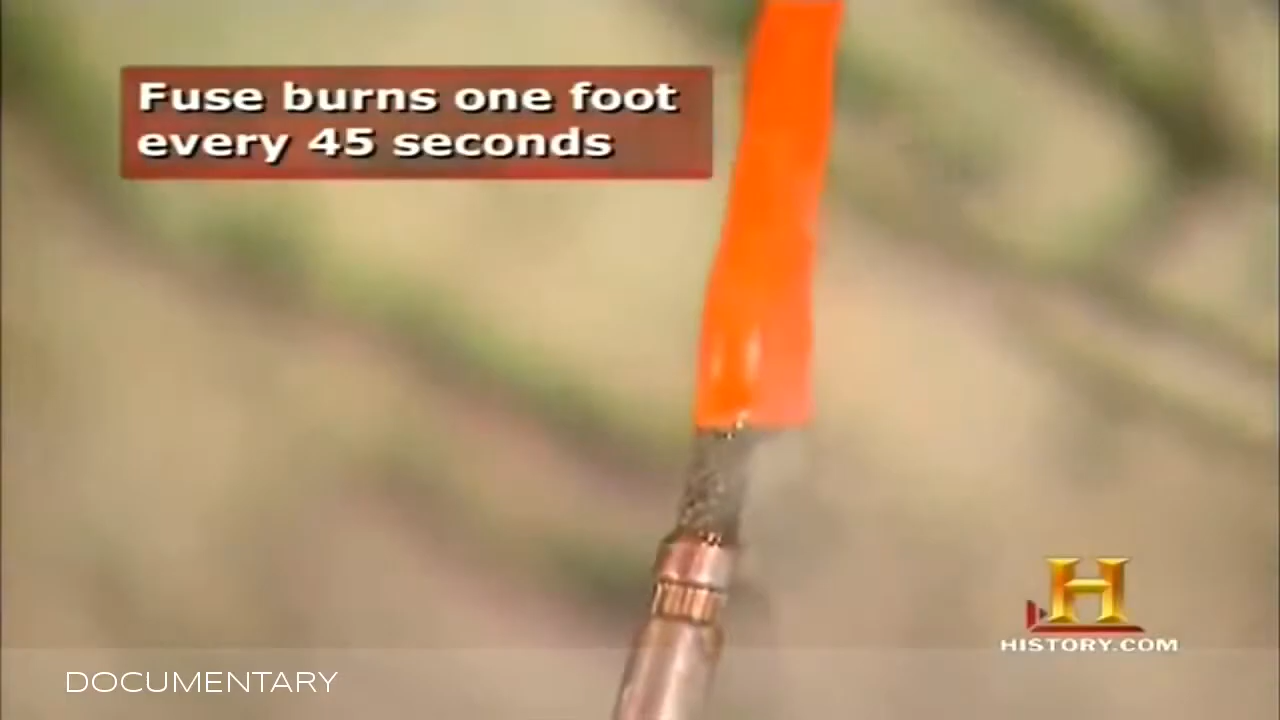 Fuse burns one foot
every 45 seconds
H
HISTORY.COM
DOCUMENTARY